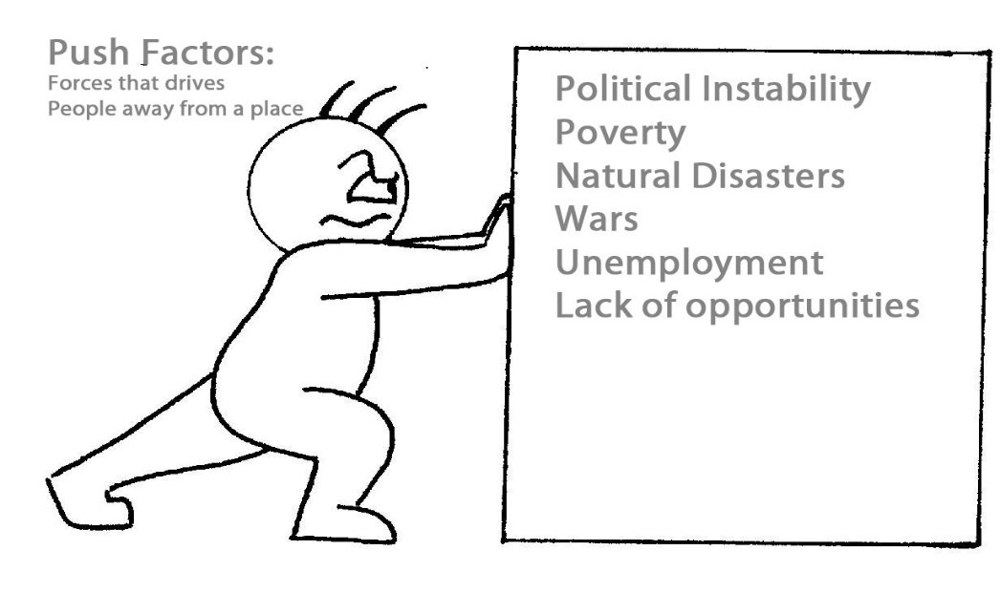 Push Factors:
Forces that drives
People away from a place
Political Instability
Poverty
Natural Disasters
Wars
Unemployment
Lack of opportunities